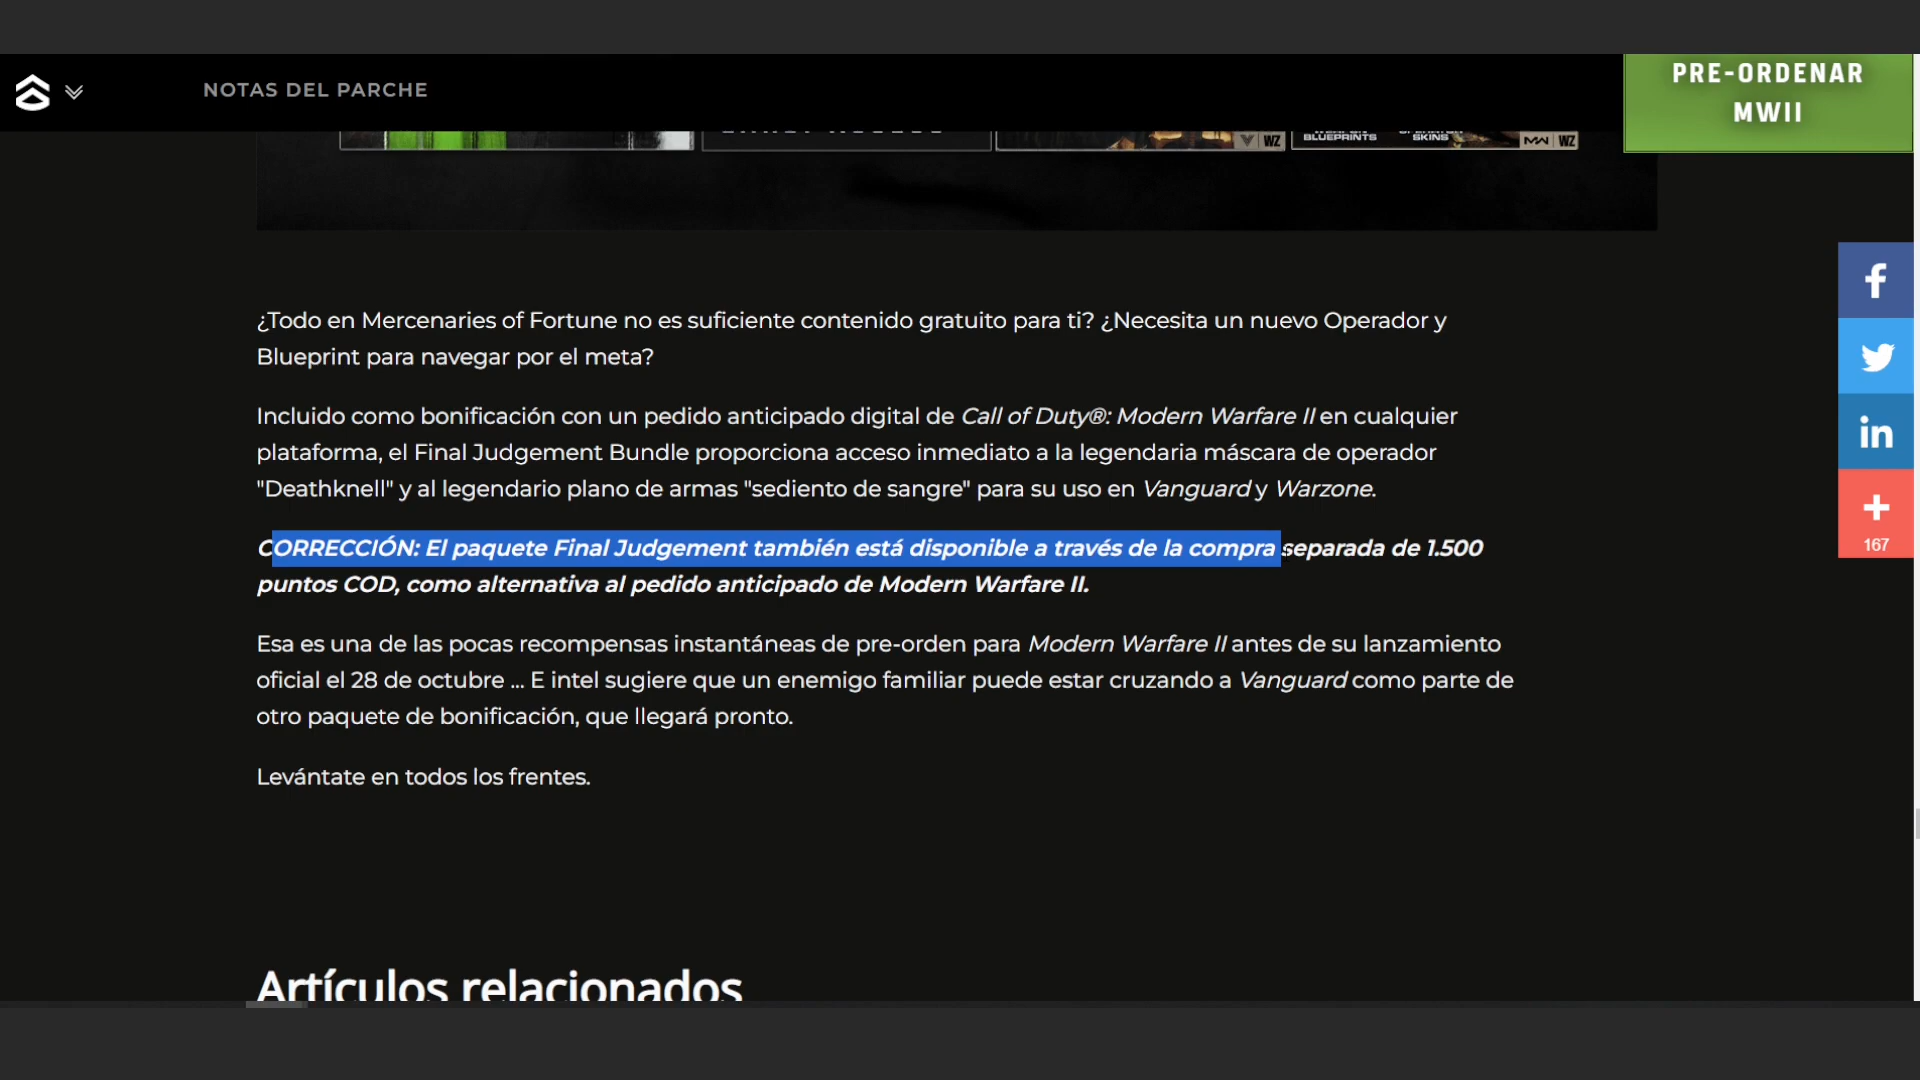 NOTAS DEL PARCHE
PRE-ORDENAR
MWII
WZ
BLUEPRINTS
SKINS
MW WZ
¿Todo en Mercenaries of Fortune no es suficiente contenido gratuito para ti? ¿Necesita un nuevo Operador y
Blueprint para navegar por el meta?
Incluido como bonificación con un pedido anticipado digital de Call of Duty®: Modern Warfare II en cualquier
plataforma, el Final Judgement Bundle proporciona acceso inmediato a la legendaria máscara de operador
"Deathknell" y al legendario plano de armas "sediento de sangre" para su uso en Vanguard y Warzone.
CORRECCIÓN: El paquete Final Judgement también está disponible a través de la compra separada de 1.500
puntos COD, como alternativa al pedido anticipado de Modern Warfare II.
Esa es una de las pocas recompensas instantáneas de pre-orden para Modern Warfare II antes de su lanzamiento
oficial el 28 de octubre ... E intel sugiere que un enemigo familiar puede estar cruzando a Vanguard como parte de
otro paquete de bonificación, que llegará pronto.
Levántate en todos los frentes.
167
Artículos relacionados